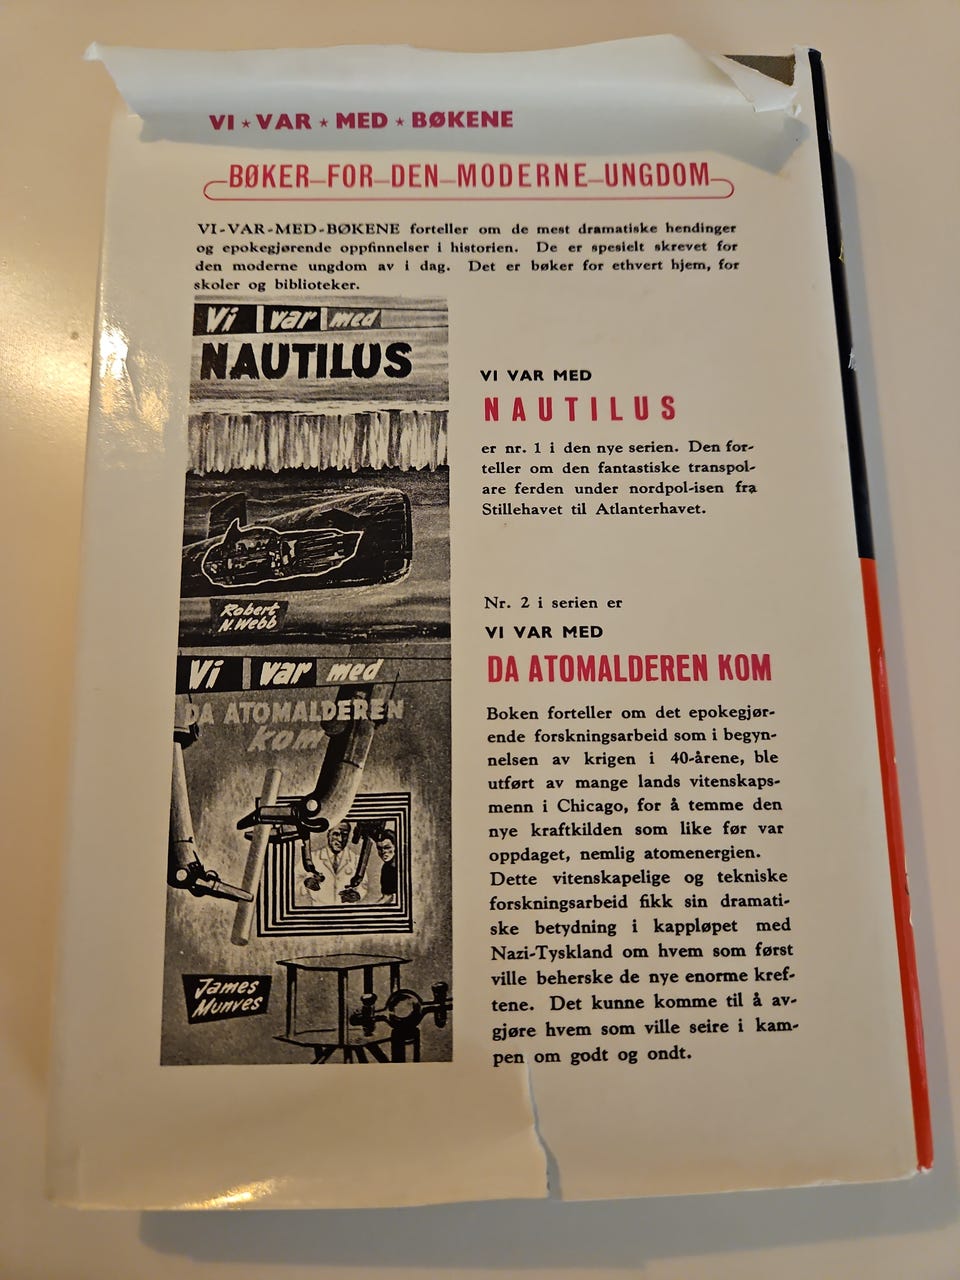 VI ★ VAR ★ MED ★ BØKENE
BØKER-FOR-DEN-MODERNE-UNGDOM
VI-VAR-MED-BØKENE forteller om de mest dramatiske hendinger
og epokegjørende oppfinnelser i historien. De er spesielt skrevet for
den moderne ungdom av i dag. Det er bøker for ethvert hjem, for
skoler og biblioteker.
Vi var med
NAUTILUS
Robert
N. Webb
VI VAR MED
NAUTILUS
er nr. 1 i den nye serien. Den for-
teller om den fantastiske transpol-
are ferden under nordpol-isen fra
Stillehavet til Atlanterhavet.
Vi var med
DA ATOMALDEREN
kom
James
Munves
Nr. 2 i serien er
VI VAR MED
DA ATOMALDEREN KOM
Boken forteller om det epokegjør-
ende forskningsarbeid som i begyn-
nelsen av krigen i 40-årene, ble
utført av mange lands vitenskaps-
menn i Chicago, for å temme den
nye kraftkilden som like før var
oppdaget, nemlig atomenergien.
Dette vitenskapelige og tekniske
forskningsarbeid fikk sin dramati-
ske betydning i kappløpet med
Nazi-Tyskland om hvem som først
ville beherske de nye enorme kref-
tene. Det kunne komme til å av-
gjøre hvem som ville seire i kam-
pen om godt og ondt.